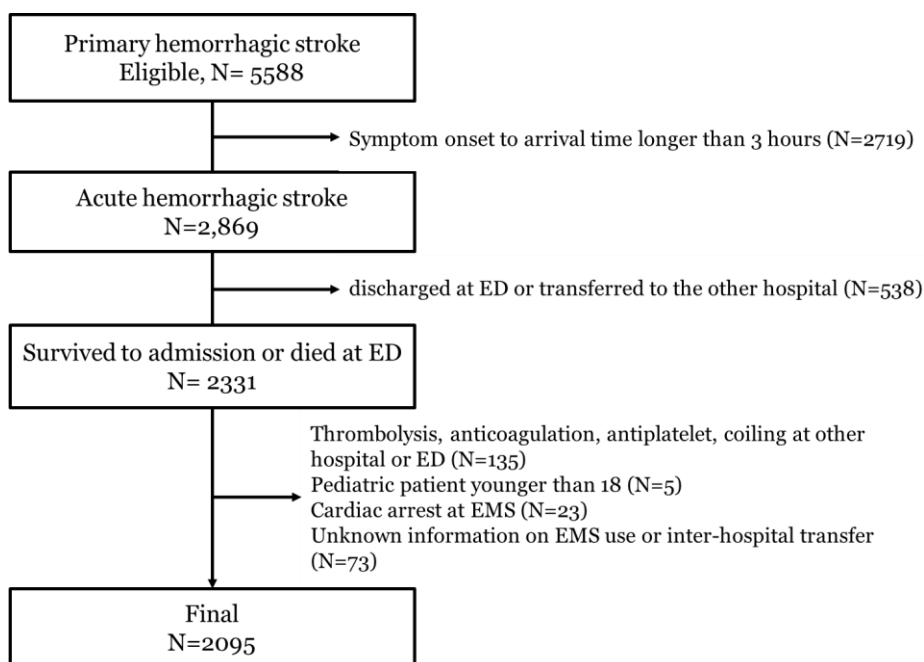 Primary hemorrhagic stroke
Eligible, N= 5588
Symptom onset to arrival time longer than 3 hours (N=2719)
Acute hemorrhagic stroke
N=2,869
discharged at ED or transferred to the other hospital (N=538)
Survived to admission or died at ED
N= 2331
Thrombolysis, anticoagulation, antiplatelet, coiling at other
hospital or ED (N=135)
Pediatric patient younger than 18 (N=5)
Cardiac arrest at EMS (N=23)
Unknown information on EMS use or inter-hospital transfer
(N=73)
Final
N=2095